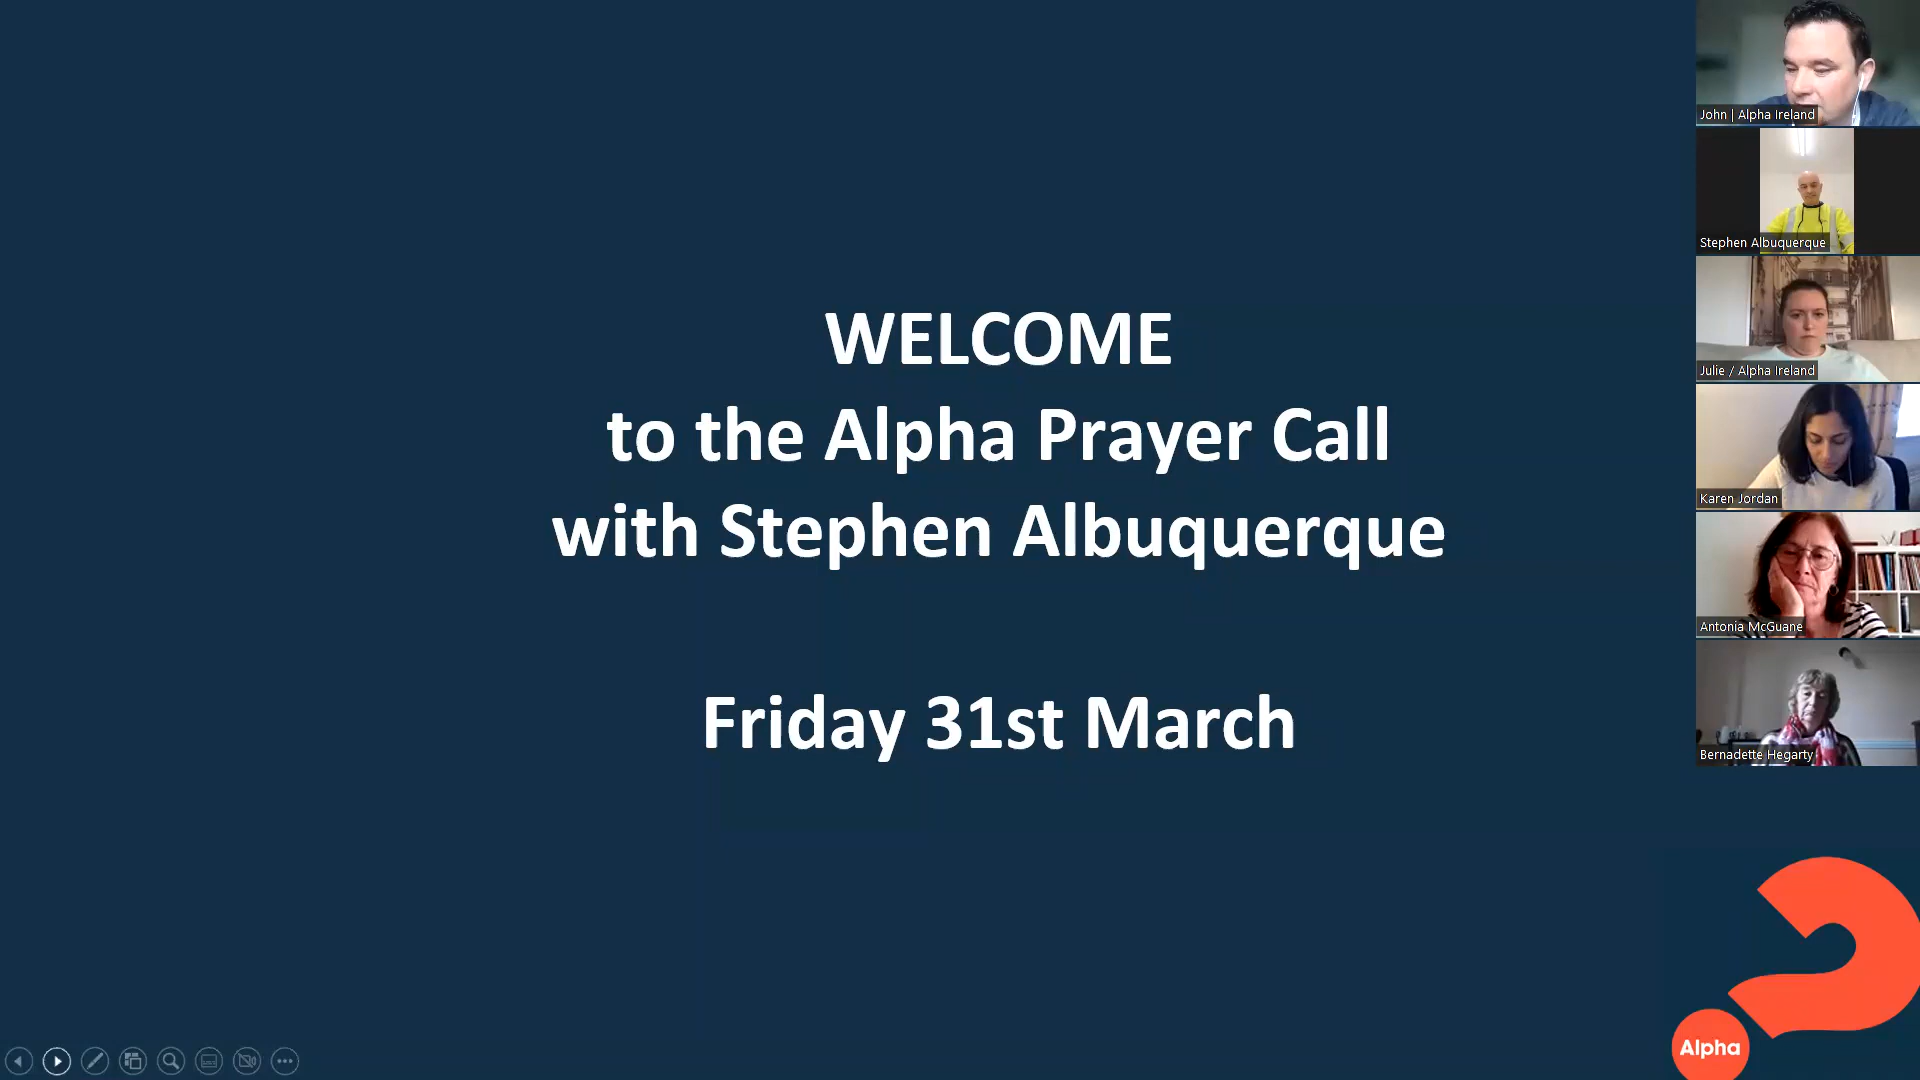 WELCOME
to the Alpha Prayer Call
with Stephen Albuquerque
Friday 31st March
John | Alpha Ireland
Stephen Albuquerque
Julie / Alpha Ireland
Karen Jordan
Antonia McGuane
Bernadette Hegarty
Alpha